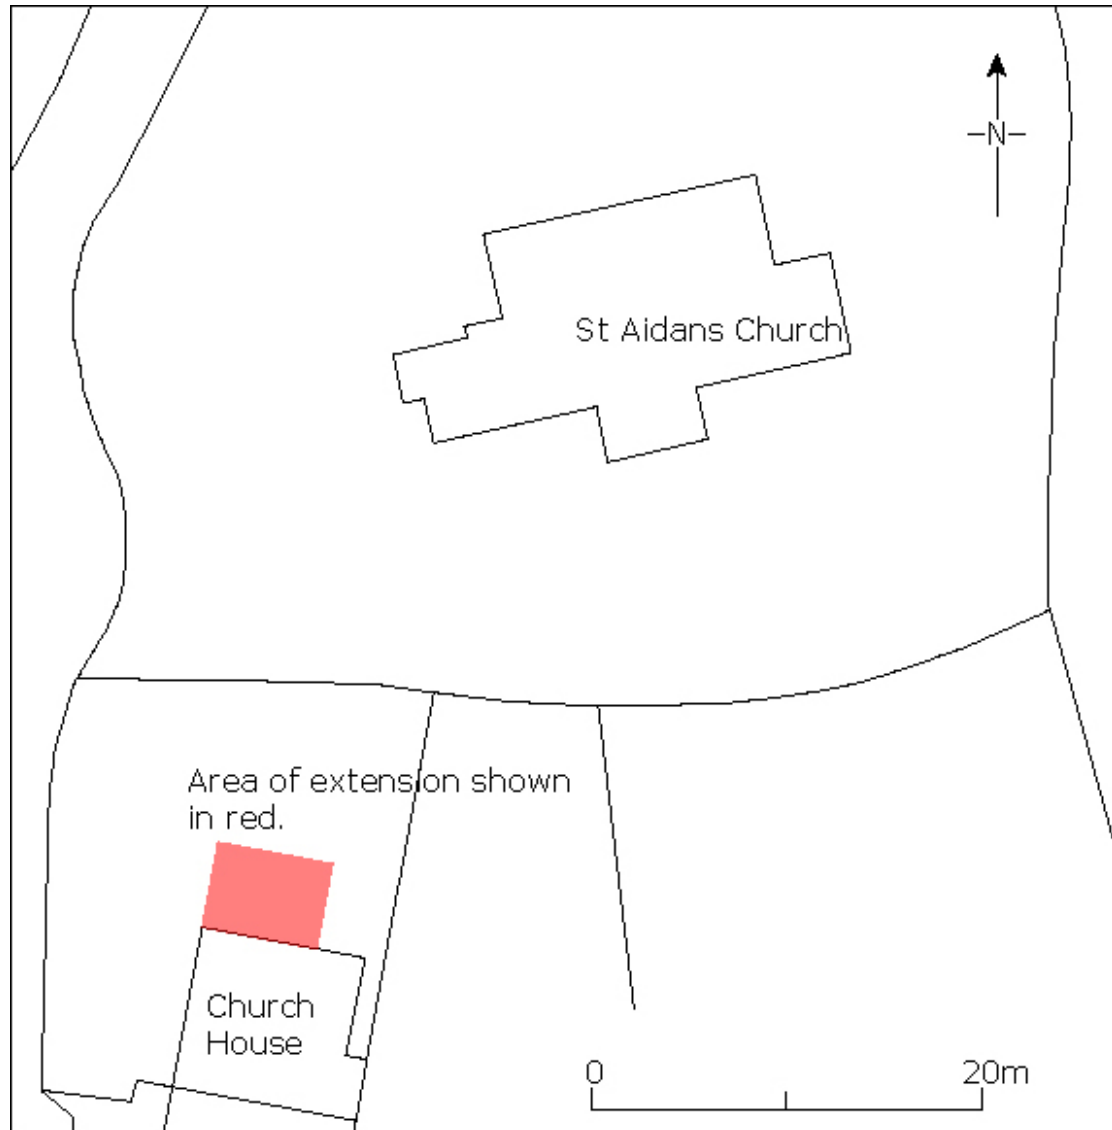 -N-
St Aidans Church
Area of extension shown
in red.
Church
House
0 20m